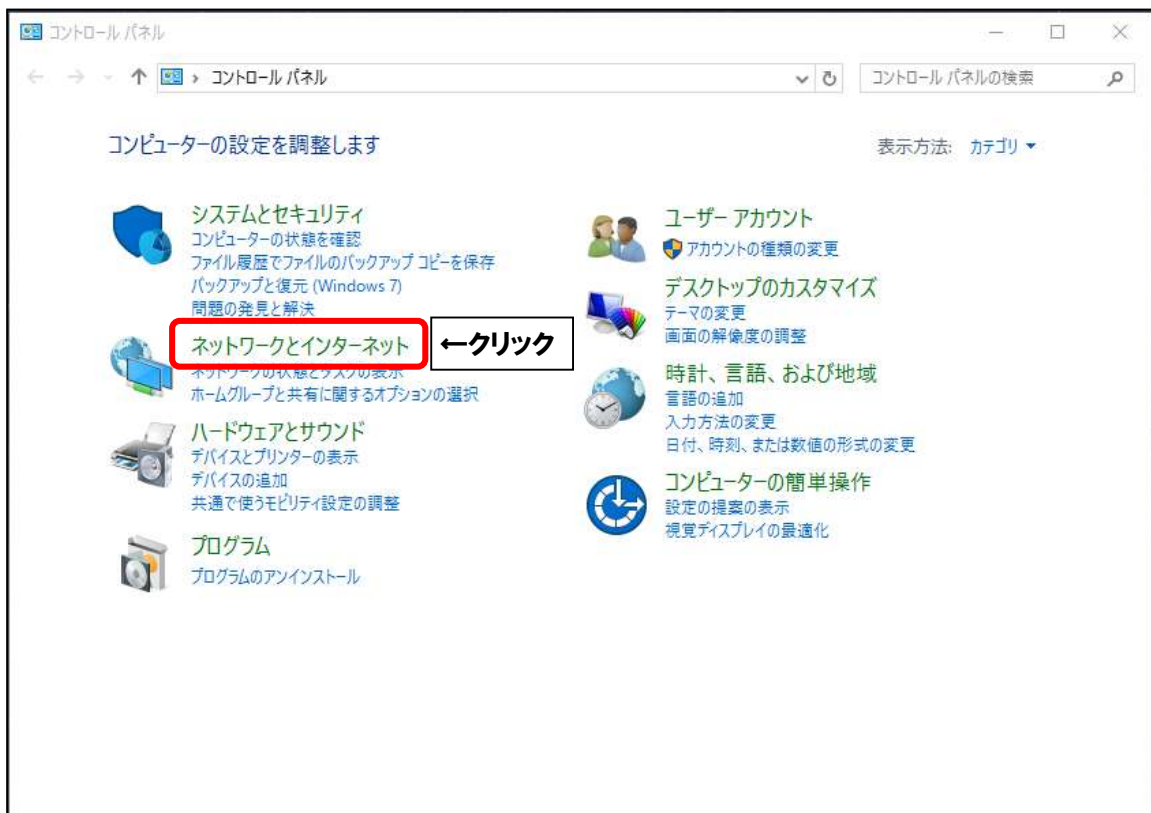 コントロール パネル
コントロール パネル
コントロール パネルの検索
コンピューターの設定を調整します
表示方法: カテゴリ
システムとセキュリティ
コンピューターの状態を確認
ファイル履歴でファイルのバックアップ コピーを保存
バックアップと復元 (Windows 7)
問題の発見と解決
ネットワークとインターネット
←クリック
ネットワークの状態とタスクの表示
ホームグループと共有に関するオプションの選択
ハードウェアとサウンド
デバイスとプリンターの表示
デバイスの追加
共通で使うモビリティ設定の調整
プログラム
プログラムのアンインストール
ユーザー アカウント
アカウントの種類の変更
デスクトップのカスタマイズ
テーマの変更
画面の解像度の調整
時計、言語、および地域
言語の追加
入力方法の変更
日付、時刻、または数値の形式の変更
コンピューターの簡単操作
設定の提案の表示
視覚ディスプレイの最適化